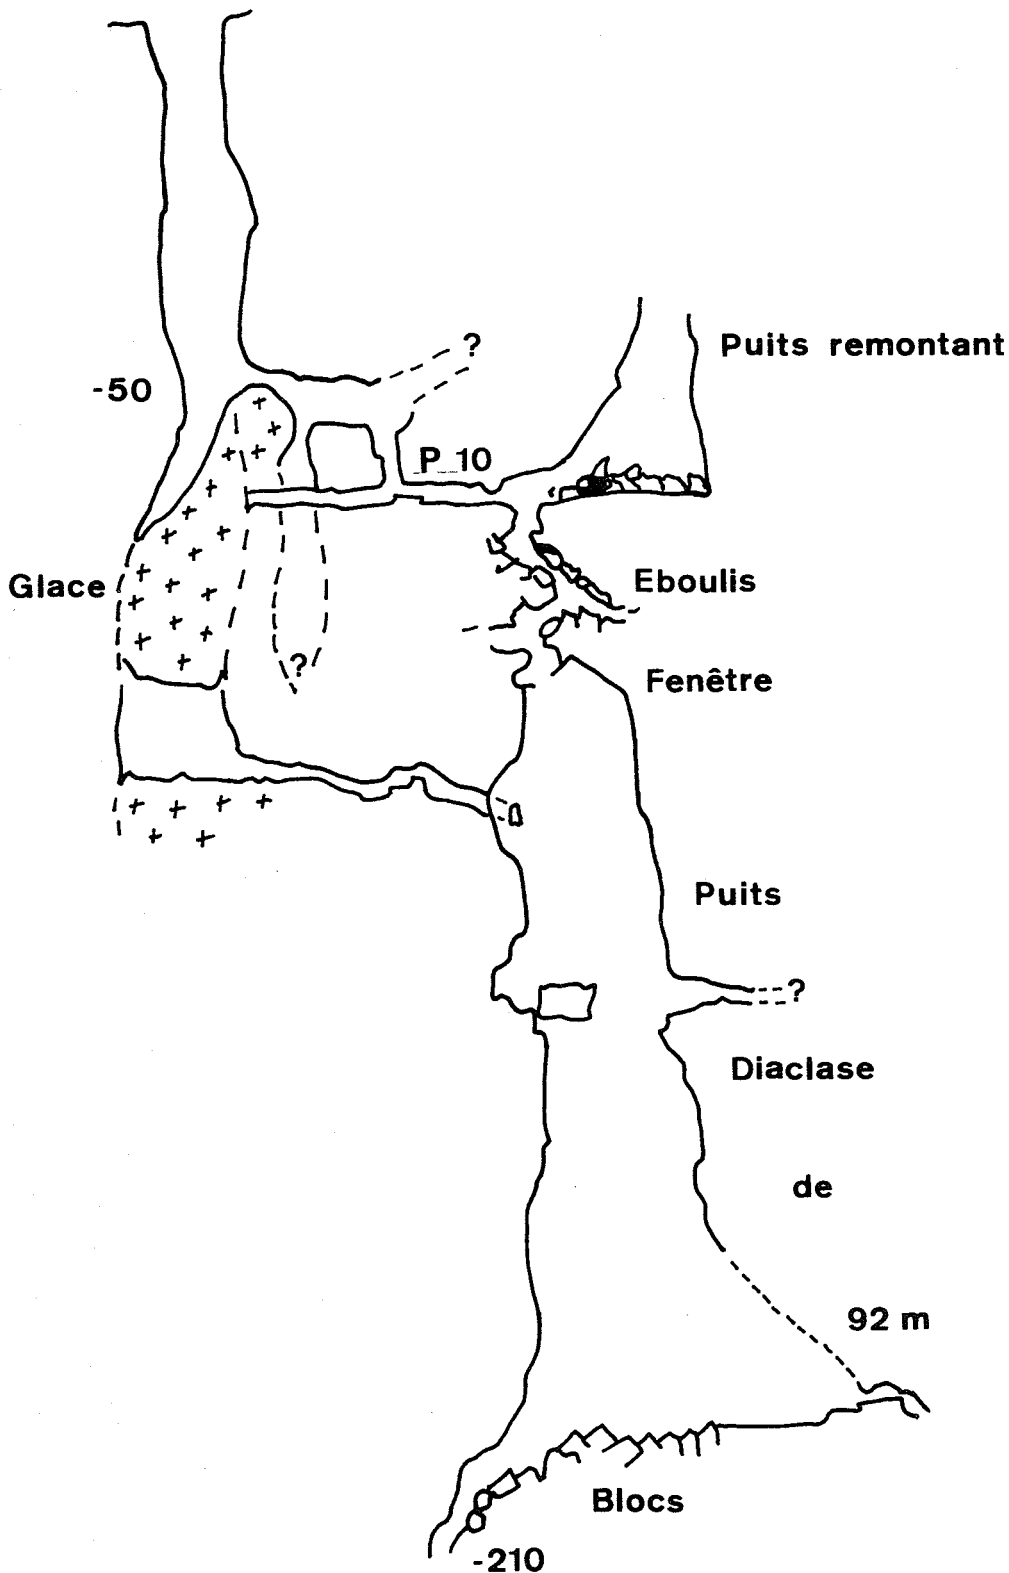 ?
Puits remontant
-50
P 10
Glace
Eboulis
?
Fenêtre
Puits
?
Diaclase
de
92 m
Blocs
-210